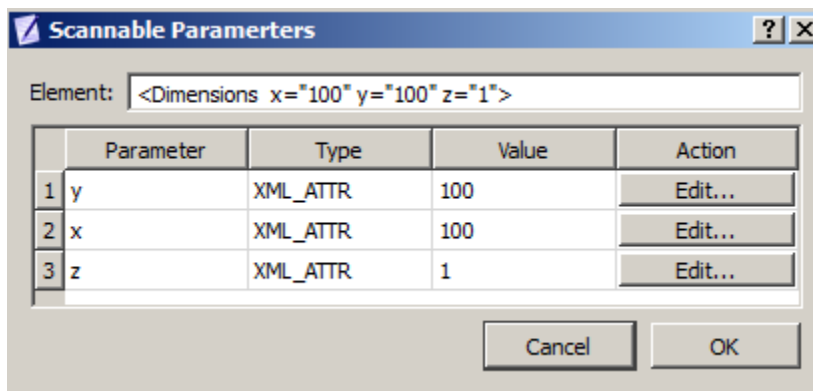 Scannable Paramerters ? X
Element: <Dimensions x="100" y="100" z="1">
Parameter Type Value Action
1 y XML_ATTR 100 Edit...
2 x XML_ATTR 100 Edit...
3 z XML_ATTR 1 Edit...
Cancel OK